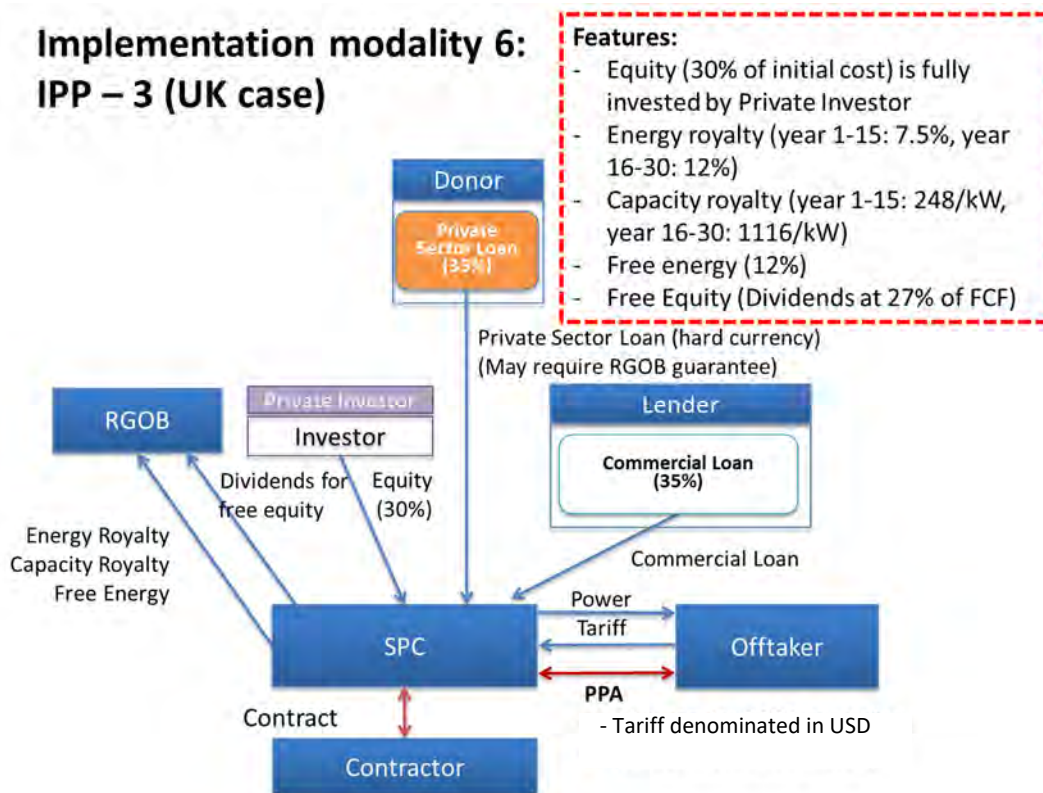 Implementation modality 6:
IPP – 3 (UK case)
Features:
- Equity (30% of initial cost) is fully
invested by Private Investor
- Energy royalty (year 1-15: 7.5%, year
16-30: 12%)
- Capacity royalty (year 1-15: 248/kW,
year 16-30: 1116/kW)
- Free energy (12%)
- Free Equity (Dividends at 27% of FCF)
Donor
Private
Sector Loan
Private Sector Loan (hard currency)
(May require RGOB guarantee)
RGOB
Private Investor
Investor
Lender
Commercial Loan
(35%)
Dividends for
free equity
Equity
(30%)
Energy Royalty
Capacity Royalty
Free Energy
Commercial Loan
SPC
Power
Tariff
Offtaker
PPA
- Tariff denominated in USD
Contract
Contractor